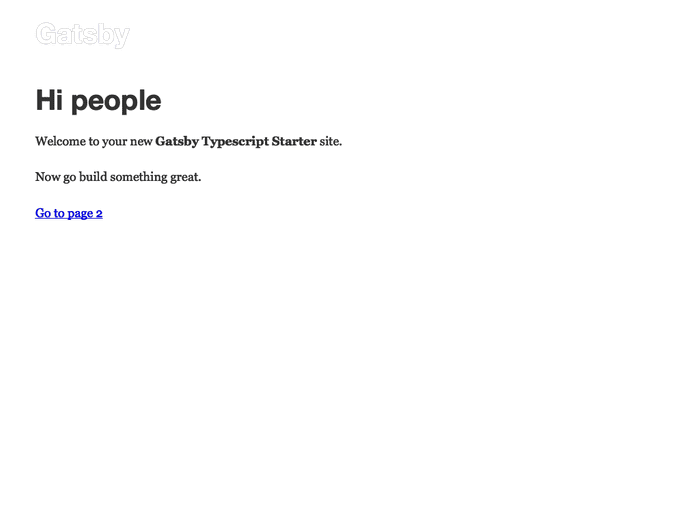 Gatsby
Hi people
Welcome to your new Gatsby Typescript Starter site.
Now go build something great.
Go to page 2